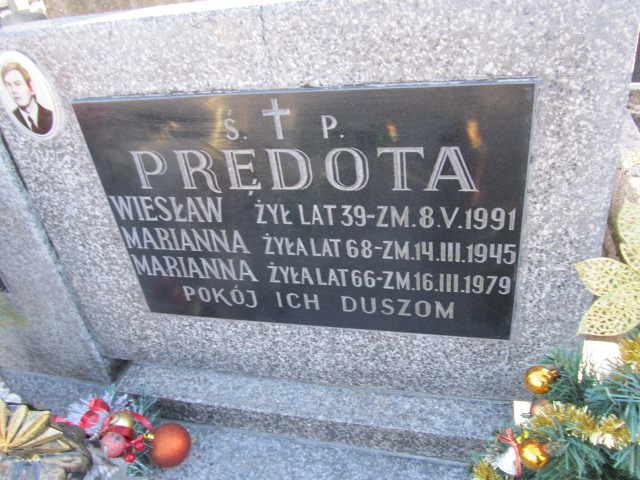 Ś. P.
PRĘDOTA
WIESŁAW ŻYŁ LAT 39-ZM. 8.V.1991
MARIANNA ŻYŁA LAT 68-ZM. 14.III.1945
MARIANNA ŻYŁA LAT 66-ZM. 16.III.1979
POKÓJ ICH DUSZOM